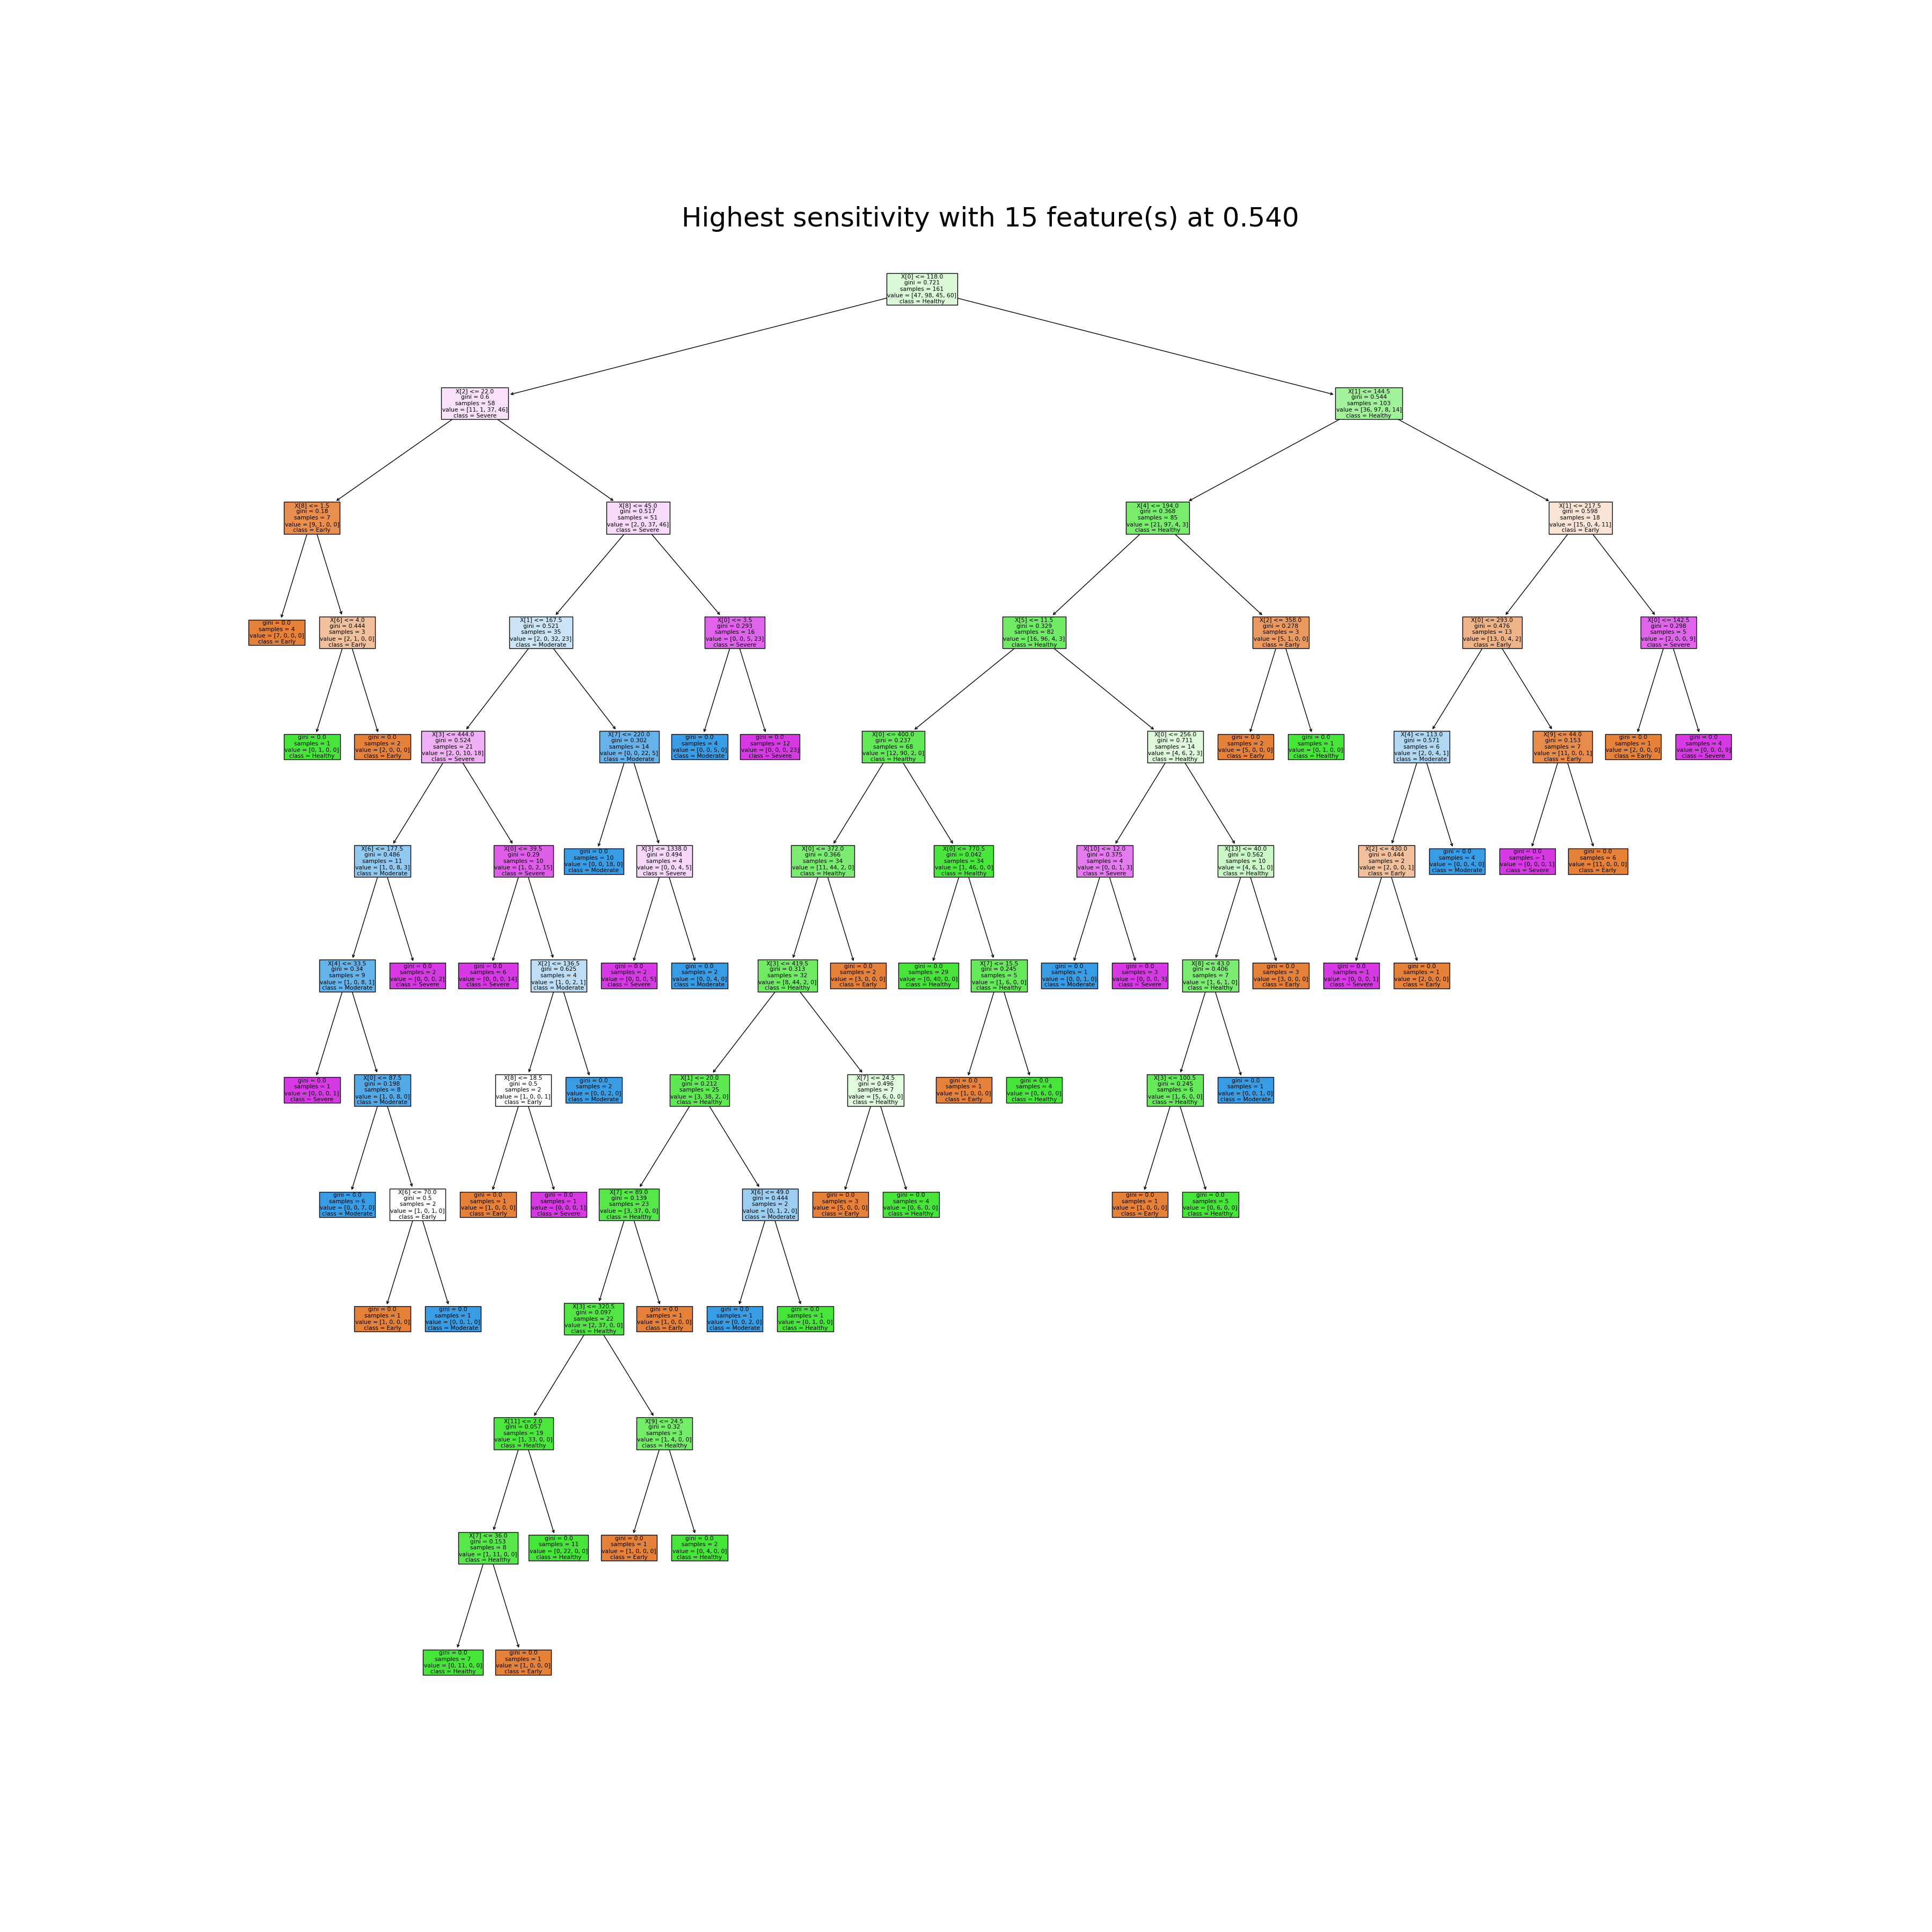 Highest sensitivity with 15 feature(s) at 0.540
X[0] <= 118.0
gini = 0.721
samples = 161
value = [47, 98, 45, 60]
class = Healthy
X[2] <= 22.0
gini = 0.6
samples = 58
value = [11, 1, 37, 46]
class = Severe
X[1] <= 144.5
gini = 0.544
samples = 103
value = [36, 97, 8, 14]
class = Healthy
X[8] <= 1.5
gini = 0.18
samples = 7
value = [9, 1, 0, 0]
class = Early
X[8] <= 45.0
gini = 0.517
samples = 51
value = [2, 0, 37, 46]
class = Severe
X[4] <= 194.0
gini = 0.368
samples = 85
value = [21, 97, 4, 3]
class = Healthy
X[1] <= 217.5
gini = 0.598
samples = 18
value = [15, 0, 4, 11]
class = Early
gini = 0.0
samples = 4
value = [7, 0, 0, 0]
class = Early
X[6] <= 4.0
gini = 0.444
samples = 3
value = [2, 1, 0, 0]
class = Early
X[1] <= 167.5
gini = 0.521
samples = 35
value = [2, 0, 32, 23]
class = Moderate
X[0] <= 3.5
gini = 0.293
samples = 16
value = [0, 0, 5, 23]
class = Severe
X[5] <= 11.5
gini = 0.329
samples = 82
value = [16, 96, 4, 3]
class = Healthy
X[2] <= 358.0
gini = 0.278
samples = 3
value = [5, 1, 0, 0]
class = Early
X[0] <= 293.0
gini = 0.476
samples = 13
value = [13, 0, 4, 2]
class = Early
X[0] <= 142.5
gini = 0.298
samples = 5
value = [2, 0, 0, 9]
class = Severe
gini = 0.0
samples = 1
value = [0, 1, 0, 0]
class = Healthy
gini = 0.0
samples = 2
value = [2, 0, 0, 0]
class = Early
X[3] <= 444.0
gini = 0.524
samples = 21
value = [2, 0, 10, 18]
class = Severe
X[7] <= 220.0
gini = 0.302
samples = 14
value = [0, 0, 22, 5]
class = Moderate
gini = 0.0
samples = 4
value = [0, 0, 5, 0]
class = Moderate
gini = 0.0
samples = 12
value = [0, 0, 0, 23]
class = Severe
X[0] <= 400.0
gini = 0.237
samples = 68
value = [12, 90, 2, 0]
class = Healthy
X[0] <= 256.0
gini = 0.711
samples = 14
value = [4, 6, 2, 3]
class = Healthy
gini = 0.0
samples = 2
value = [5, 0, 0, 0]
class = Early
gini = 0.0
samples = 1
value = [0, 1, 0, 0]
class = Healthy
X[4] <= 113.0
gini = 0.571
samples = 6
value = [2, 0, 4, 1]
class = Moderate
X[9] <= 44.0
gini = 0.153
samples = 7
value = [11, 0, 0, 1]
class = Early
gini = 0.0
samples = 1
value = [2, 0, 0, 0]
class = Early
gini = 0.0
samples = 4
value = [0, 0, 0, 9]
class = Severe
X[6] <= 177.5
gini = 0.486
samples = 11
value = [1, 0, 8, 3]
class = Moderate
X[0] <= 39.5
gini = 0.29
samples = 10
value = [1, 0, 2, 15]
class = Severe
gini = 0.0
samples = 10
value = [0, 0, 18, 0]
class = Moderate
X[3] <= 1338.0
gini = 0.494
samples = 4
value = [0, 0, 4, 5]
class = Severe
X[0] <= 372.0
gini = 0.366
samples = 34
value = [11, 44, 2, 0]
class = Healthy
X[0] <= 770.5
gini = 0.042
samples = 34
value = [1, 46, 0, 0]
class = Healthy
X[10] <= 12.0
gini = 0.375
samples = 4
value = [0, 0, 1, 3]
class = Severe
X[13] <= 40.0
gini = 0.562
samples = 10
value = [4, 6, 1, 0]
class = Healthy
X[2] <= 430.0
gini = 0.444
samples = 2
value = [2, 0, 0, 1]
class = Early
gini = 0.0
samples = 4
value = [0, 0, 4, 0]
class = Moderate
gini = 0.0
samples = 1
value = [0, 0, 0, 1]
class = Severe
gini = 0.0
samples = 6
value = [11, 0, 0, 0]
class = Early
X[4] <= 33.5
gini = 0.34
samples = 9
value = [1, 0, 8, 1]
class = Moderate
gini = 0.0
samples = 2
value = [0, 0, 0, 2]
class = Severe
gini = 0.0
samples = 6
value = [0, 0, 0, 14]
class = Severe
X[2] <= 136.5
gini = 0.625
samples = 4
value = [1, 0, 2, 1]
class = Moderate
gini = 0.0
samples = 2
value = [0, 0, 0, 5]
class = Severe
gini = 0.0
samples = 2
value = [0, 0, 4, 0]
class = Moderate
X[3] <= 419.5
gini = 0.313
samples = 32
value = [8, 44, 2, 0]
class = Healthy
gini = 0.0
samples = 2
value = [3, 0, 0, 0]
class = Early
gini = 0.0
samples = 29
value = [0, 40, 0, 0]
class = Healthy
X[7] <= 15.5
gini = 0.245
samples = 5
value = [1, 6, 0, 0]
class = Healthy
gini = 0.0
samples = 1
value = [0, 0, 1, 0]
class = Moderate
gini = 0.0
samples = 3
value = [0, 0, 0, 3]
class = Severe
X[8] <= 43.0
gini = 0.406
samples = 7
value = [1, 6, 1, 0]
class = Healthy
gini = 0.0
samples = 3
value = [3, 0, 0, 0]
class = Early
gini = 0.0
samples = 1
value = [0, 0, 0, 1]
class = Severe
gini = 0.0
samples = 1
value = [2, 0, 0, 0]
class = Early
gini = 0.0
samples = 1
value = [0, 0, 0, 1]
class = Severe
X[0] <= 87.5
gini = 0.198
samples = 8
value = [1, 0, 8, 0]
class = Moderate
X[8] <= 18.5
gini = 0.5
samples = 2
value = [1, 0, 0, 1]
class = Early
gini = 0.0
samples = 2
value = [0, 0, 2, 0]
class = Moderate
X[1] <= 20.0
gini = 0.212
samples = 25
value = [3, 38, 2, 0]
class = Healthy
X[7] <= 24.5
gini = 0.496
samples = 7
value = [5, 6, 0, 0]
class = Healthy
gini = 0.0
samples = 1
value = [1, 0, 0, 0]
class = Early
gini = 0.0
samples = 4
value = [0, 6, 0, 0]
class = Healthy
X[3] <= 100.5
gini = 0.245
samples = 6
value = [1, 6, 0, 0]
class = Healthy
gini = 0.0
samples = 1
value = [0, 0, 1, 0]
class = Moderate
gini = 0.0
samples = 6
value = [0, 0, 7, 0]
class = Moderate
X[6] <= 70.0
gini = 0.5
samples = 2
value = [1, 0, 1, 0]
class = Early
gini = 0.0
samples = 1
value = [1, 0, 0, 0]
class = Early
gini = 0.0
samples = 1
value = [0, 0, 0, 1]
class = Severe
X[7] <= 89.0
gini = 0.139
samples = 23
value = [3, 37, 0, 0]
class = Healthy
X[6] <= 49.0
gini = 0.444
samples = 2
value = [0, 1, 2, 0]
class = Moderate
gini = 0.0
samples = 3
value = [5, 0, 0, 0]
class = Early
gini = 0.0
samples = 4
value = [0, 6, 0, 0]
class = Healthy
gini = 0.0
samples = 1
value = [1, 0, 0, 0]
class = Early
gini = 0.0
samples = 5
value = [0, 6, 0, 0]
class = Healthy
gini = 0.0
samples = 1
value = [1, 0, 0, 0]
class = Early
gini = 0.0
samples = 1
value = [0, 0, 1, 0]
class = Moderate
X[3] <= 320.5
gini = 0.097
samples = 22
value = [2, 37, 0, 0]
class = Healthy
gini = 0.0
samples = 1
value = [1, 0, 0, 0]
class = Early
gini = 0.0
samples = 1
value = [0, 0, 2, 0]
class = Moderate
gini = 0.0
samples = 1
value = [0, 1, 0, 0]
class = Healthy
X[11] <= 2.0
gini = 0.057
samples = 19
value = [1, 33, 0, 0]
class = Healthy
X[9] <= 24.5
gini = 0.32
samples = 3
value = [1, 4, 0, 0]
class = Healthy
X[7] <= 36.0
gini = 0.153
samples = 8
value = [1, 11, 0, 0]
class = Healthy
gini = 0.0
samples = 11
value = [0, 22, 0, 0]
class = Healthy
gini = 0.0
samples = 1
value = [1, 0, 0, 0]
class = Early
gini = 0.0
samples = 2
value = [0, 4, 0, 0]
class = Healthy
gini = 0.0
samples = 7
value = [0, 11, 0, 0]
class = Healthy
gini = 0.0
samples = 1
value = [1, 0, 0, 0]
class = Early